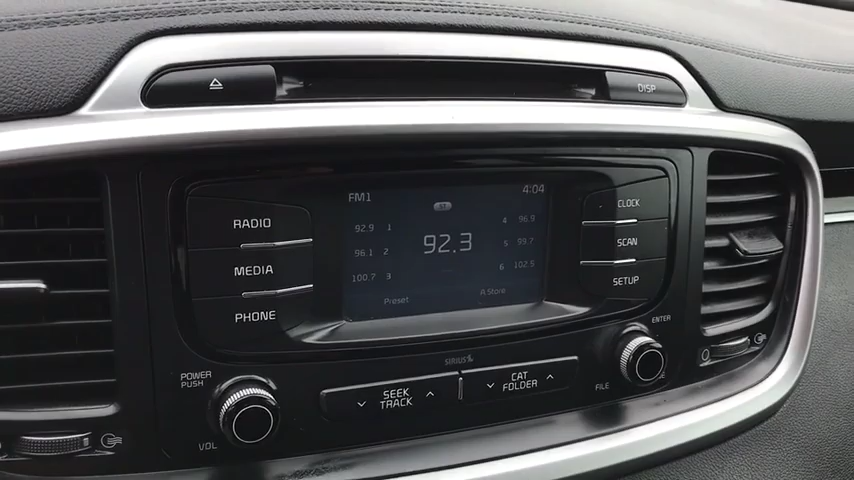 DISP
FM1 4:04
ST
92.9 1
96.1 2
100.7 3
92.3
4 96.9
5 99.7
6 102.5
Preset A.Store
RADIO
MEDIA
PHONE
CLOCK
SCAN
SETUP
SIRIUS
POWER
PUSH
VOL
SEEK
TRACK
CAT
FOLDER
ENTER
FILE